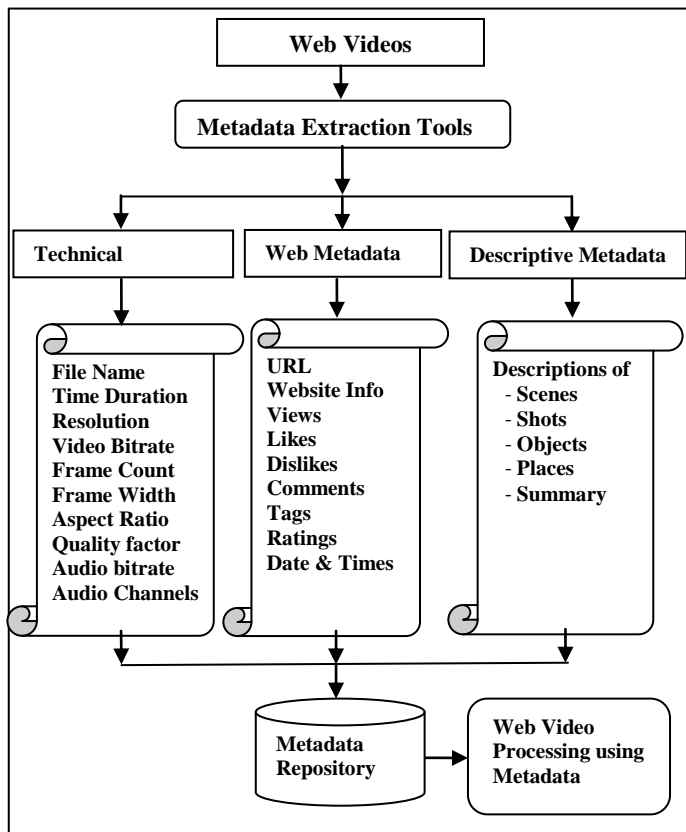 Web Videos
Metadata Extraction Tools
Technical
Web Metadata
Descriptive Metadata
File Name
Time Duration
Resolution
Video Bitrate
Frame Count
Frame Width
Aspect Ratio
Quality factor
Audio bitrate
Audio Channels
URL
Website Info
Views
Likes
Dislikes
Comments
Tags
Ratings
Date & Times
Descriptions of
- Scenes
- Shots
- Objects
- Places
- Summary
Metadata
Repository
Web Video
Processing using
Metadata